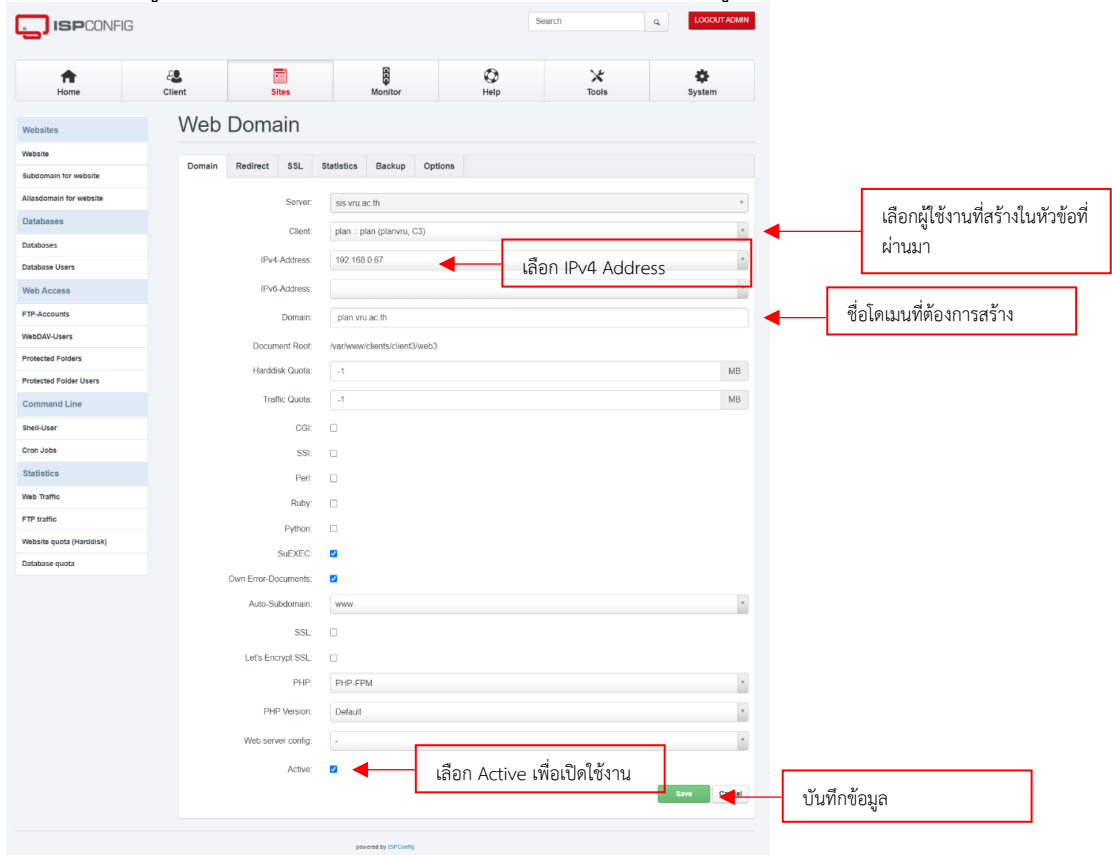 ISPCONFIG
Search
LOGOUT ADMIN
Home
Client
Sites
Monitor
Help
Tools
System
Websites
Website
Subdomain for website
Aliasdomain for website
Databases
Databases
Database Users
Web Access
FTP-Accounts
WebDAV-Users
Protected Folders
Protected Folder Users
Command Line
Shell-User
Cron Jobs
Statistics
Web Traffic
FTP traffic
Website quota (Harddisk)
Database quota
Web Domain
Domain Redirect SSL Statistics Backup Options
Server: sis.vru.ac.th
Client: plan :: plan (planvru, C3)
เลือกผู้ใช้งานที่สร้างในหัวข้อที่
ผ่านมา
IPv4-Address: 192.168.0.67
เลือก IPv4 Address
IPv6-Address:
Domain: plan.vru.ac.th
ชื่อโดเมนที่ต้องการสร้าง
Document Root: /var/www/clients/client3/web3
Harddisk Quota: -1 MB
Traffic Quota: -1 MB
CGI:
SSI:
Perl:
Ruby:
Python:
SuEXEC:
Own Error-Documents:
Auto-Subdomain: www.
SSL:
Let's Encrypt SSL:
PHP: PHP-FPM
PHP Version: Default
Web server config: -
Active:
เลือก Active เพื่อเปิดใช้งาน
Save
บันทึกข้อมูล
powered by ISPConfig